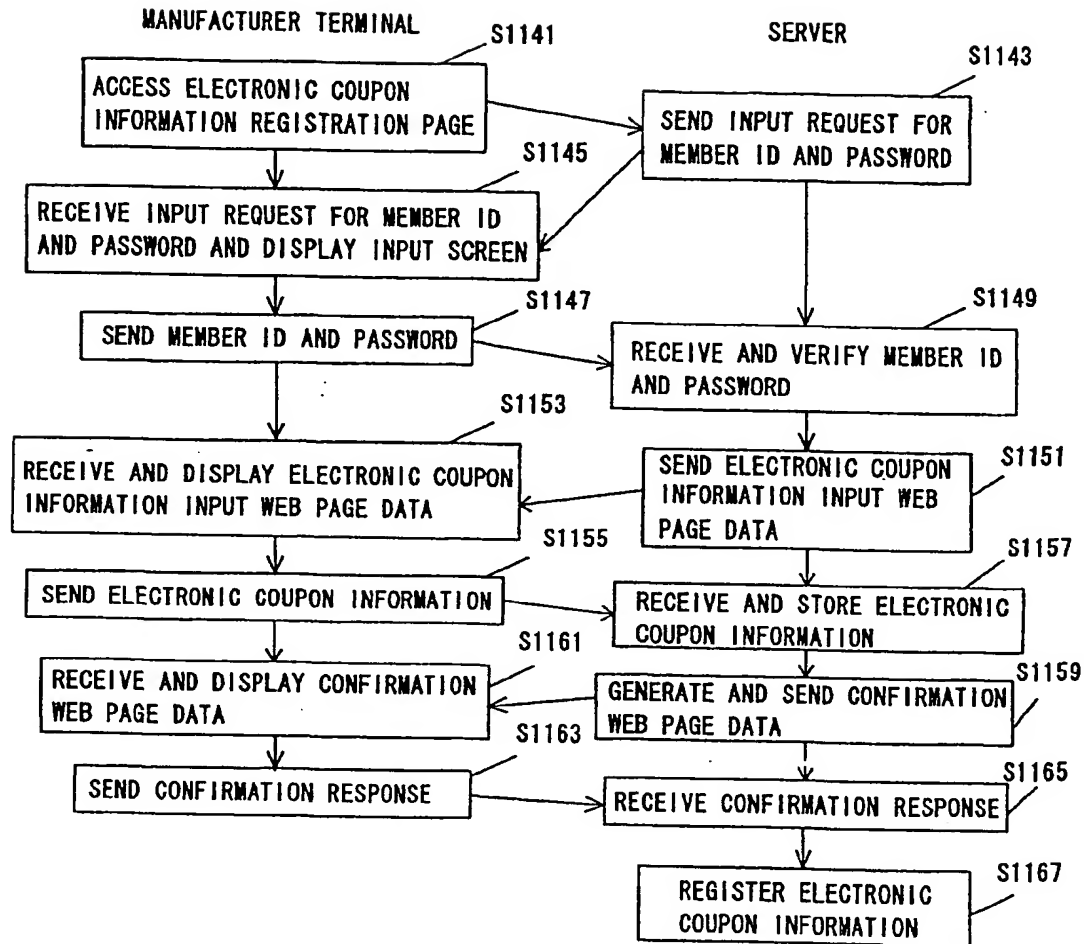 MANUFACTURER TERMINAL
SERVER
S1141
ACCESS ELECTRONIC COUPON
INFORMATION REGISTRATION PAGE
S1143
SEND INPUT REQUEST FOR
MEMBER ID AND PASSWORD
S1145
RECEIVE INPUT REQUEST FOR MEMBER ID
AND PASSWORD AND DISPLAY INPUT SCREEN
S1147
SEND MEMBER ID AND PASSWORD
S1149
RECEIVE AND VERIFY MEMBER ID
AND PASSWORD
S1151
SEND ELECTRONIC COUPON
INFORMATION INPUT WEB
PAGE DATA
S1153
RECEIVE AND DISPLAY ELECTRONIC COUPON
INFORMATION INPUT WEB PAGE DATA
S1155
SEND ELECTRONIC COUPON INFORMATION
S1157
RECEIVE AND STORE ELECTRONIC
COUPON INFORMATION
S1159
GENERATE AND SEND CONFIRMATION
WEB PAGE DATA
S1161
RECEIVE AND DISPLAY CONFIRMATION
WEB PAGE DATA
S1163
SEND CONFIRMATION RESPONSE
S1165
RECEIVE CONFIRMATION RESPONSE
S1167
REGISTER ELECTRONIC
COUPON INFORMATION